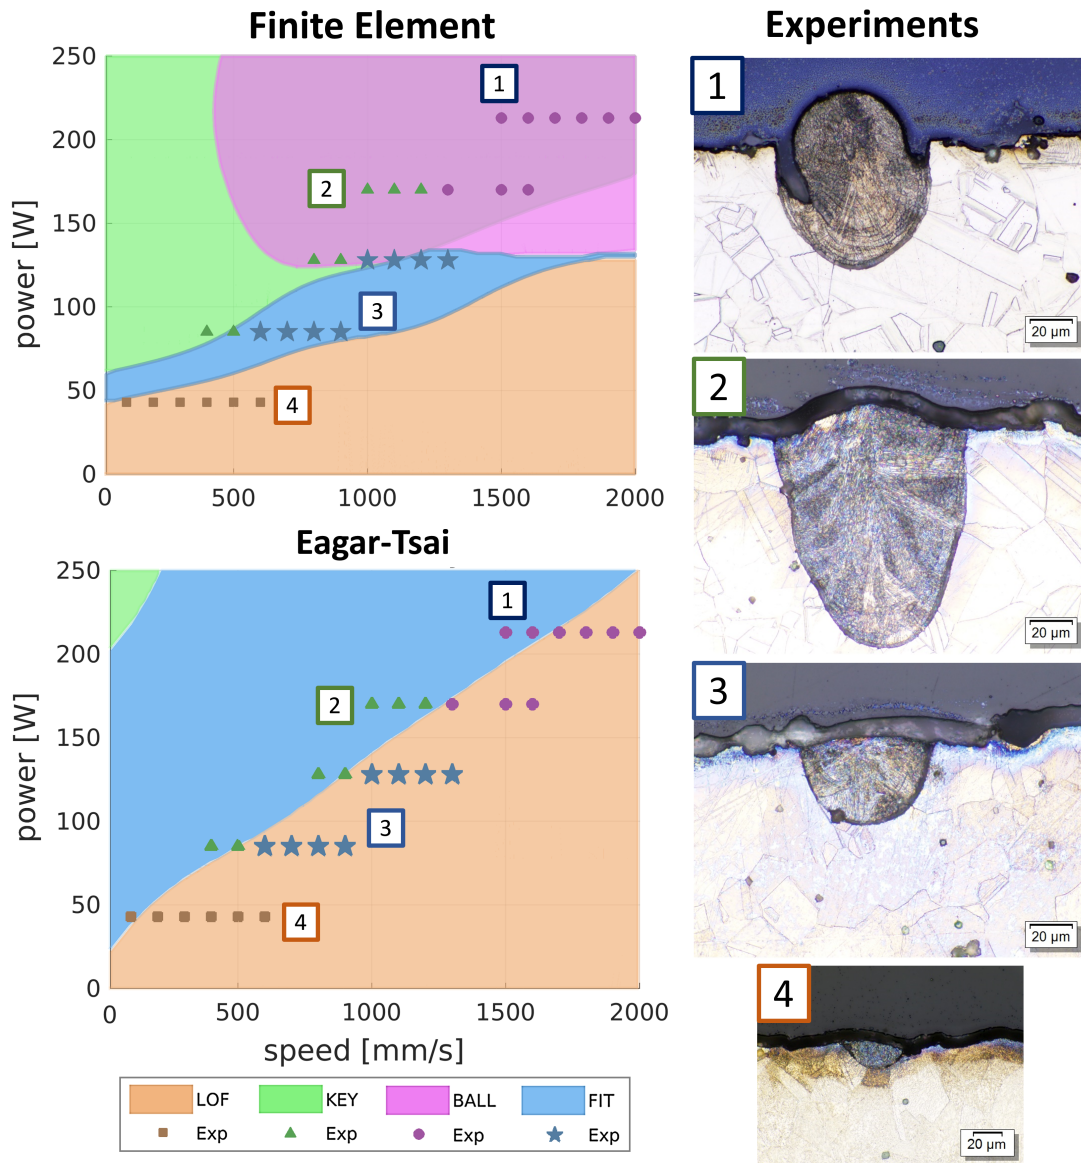 Finite Element
250
200
150
100
50
0
power [W]
1
2
3
4
0 500 1000 1500 2000
Eagar-Tsai
250
200
150
100
50
0
power [W]
1
2
3
4
0 500 1000 1500 2000
speed [mm/s]
LOF KEY BALL FIT
Exp Exp Exp Exp
Experiments
1
20 µm
2
20 µm
3
20 µm
4
20 µm